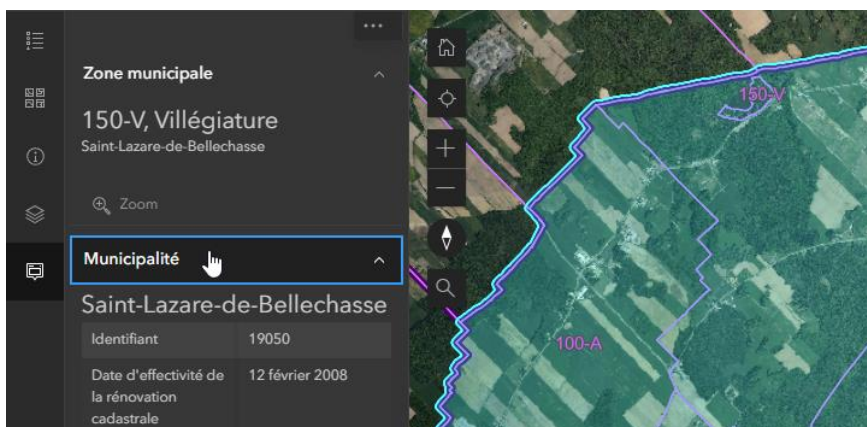 Zone municipale
150-V, Villégiature
Saint-Lazare-de-Bellechasse
Zoom
Municipalité
Saint-Lazare-de-Bellechasse
Identifiant 19050
Date d'effectivité de 12 février 2008
la rénovation
cadastrale
150-V
100-A